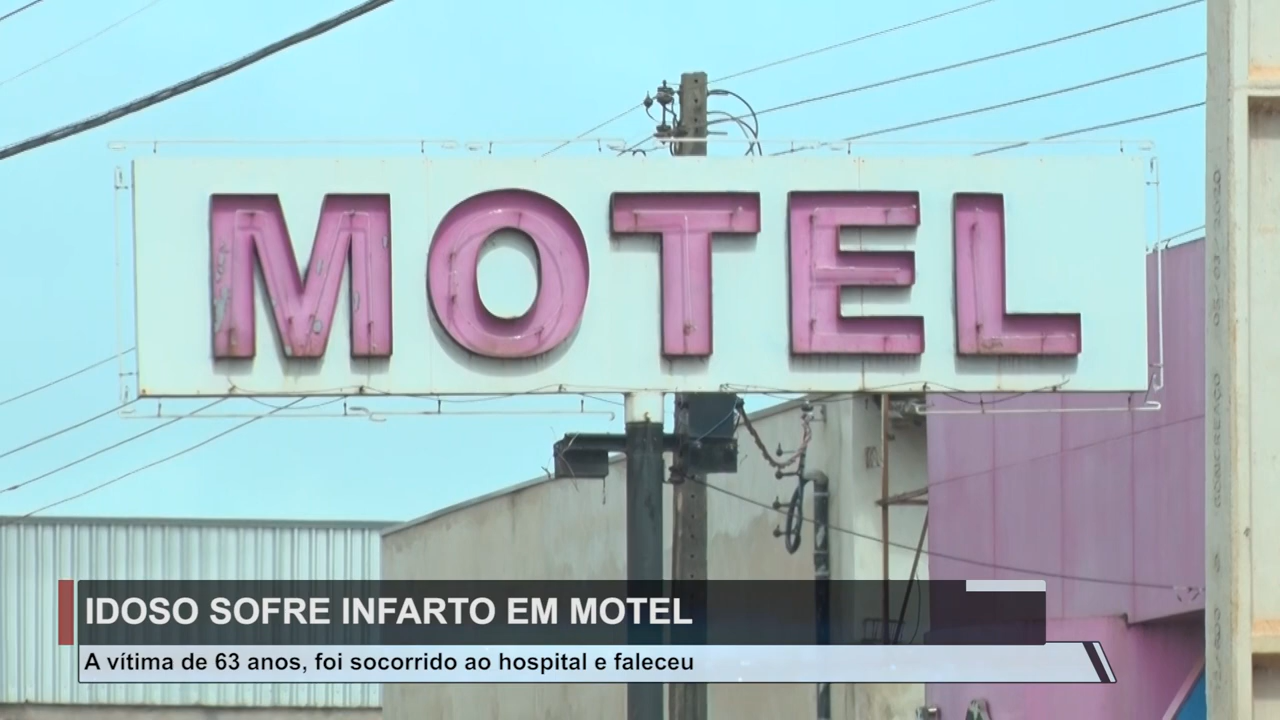 MOTEL
IDOSO SOFRE INFARTO EM MOTEL
A vítima de 63 anos, foi socorrido ao hospital e faleceu